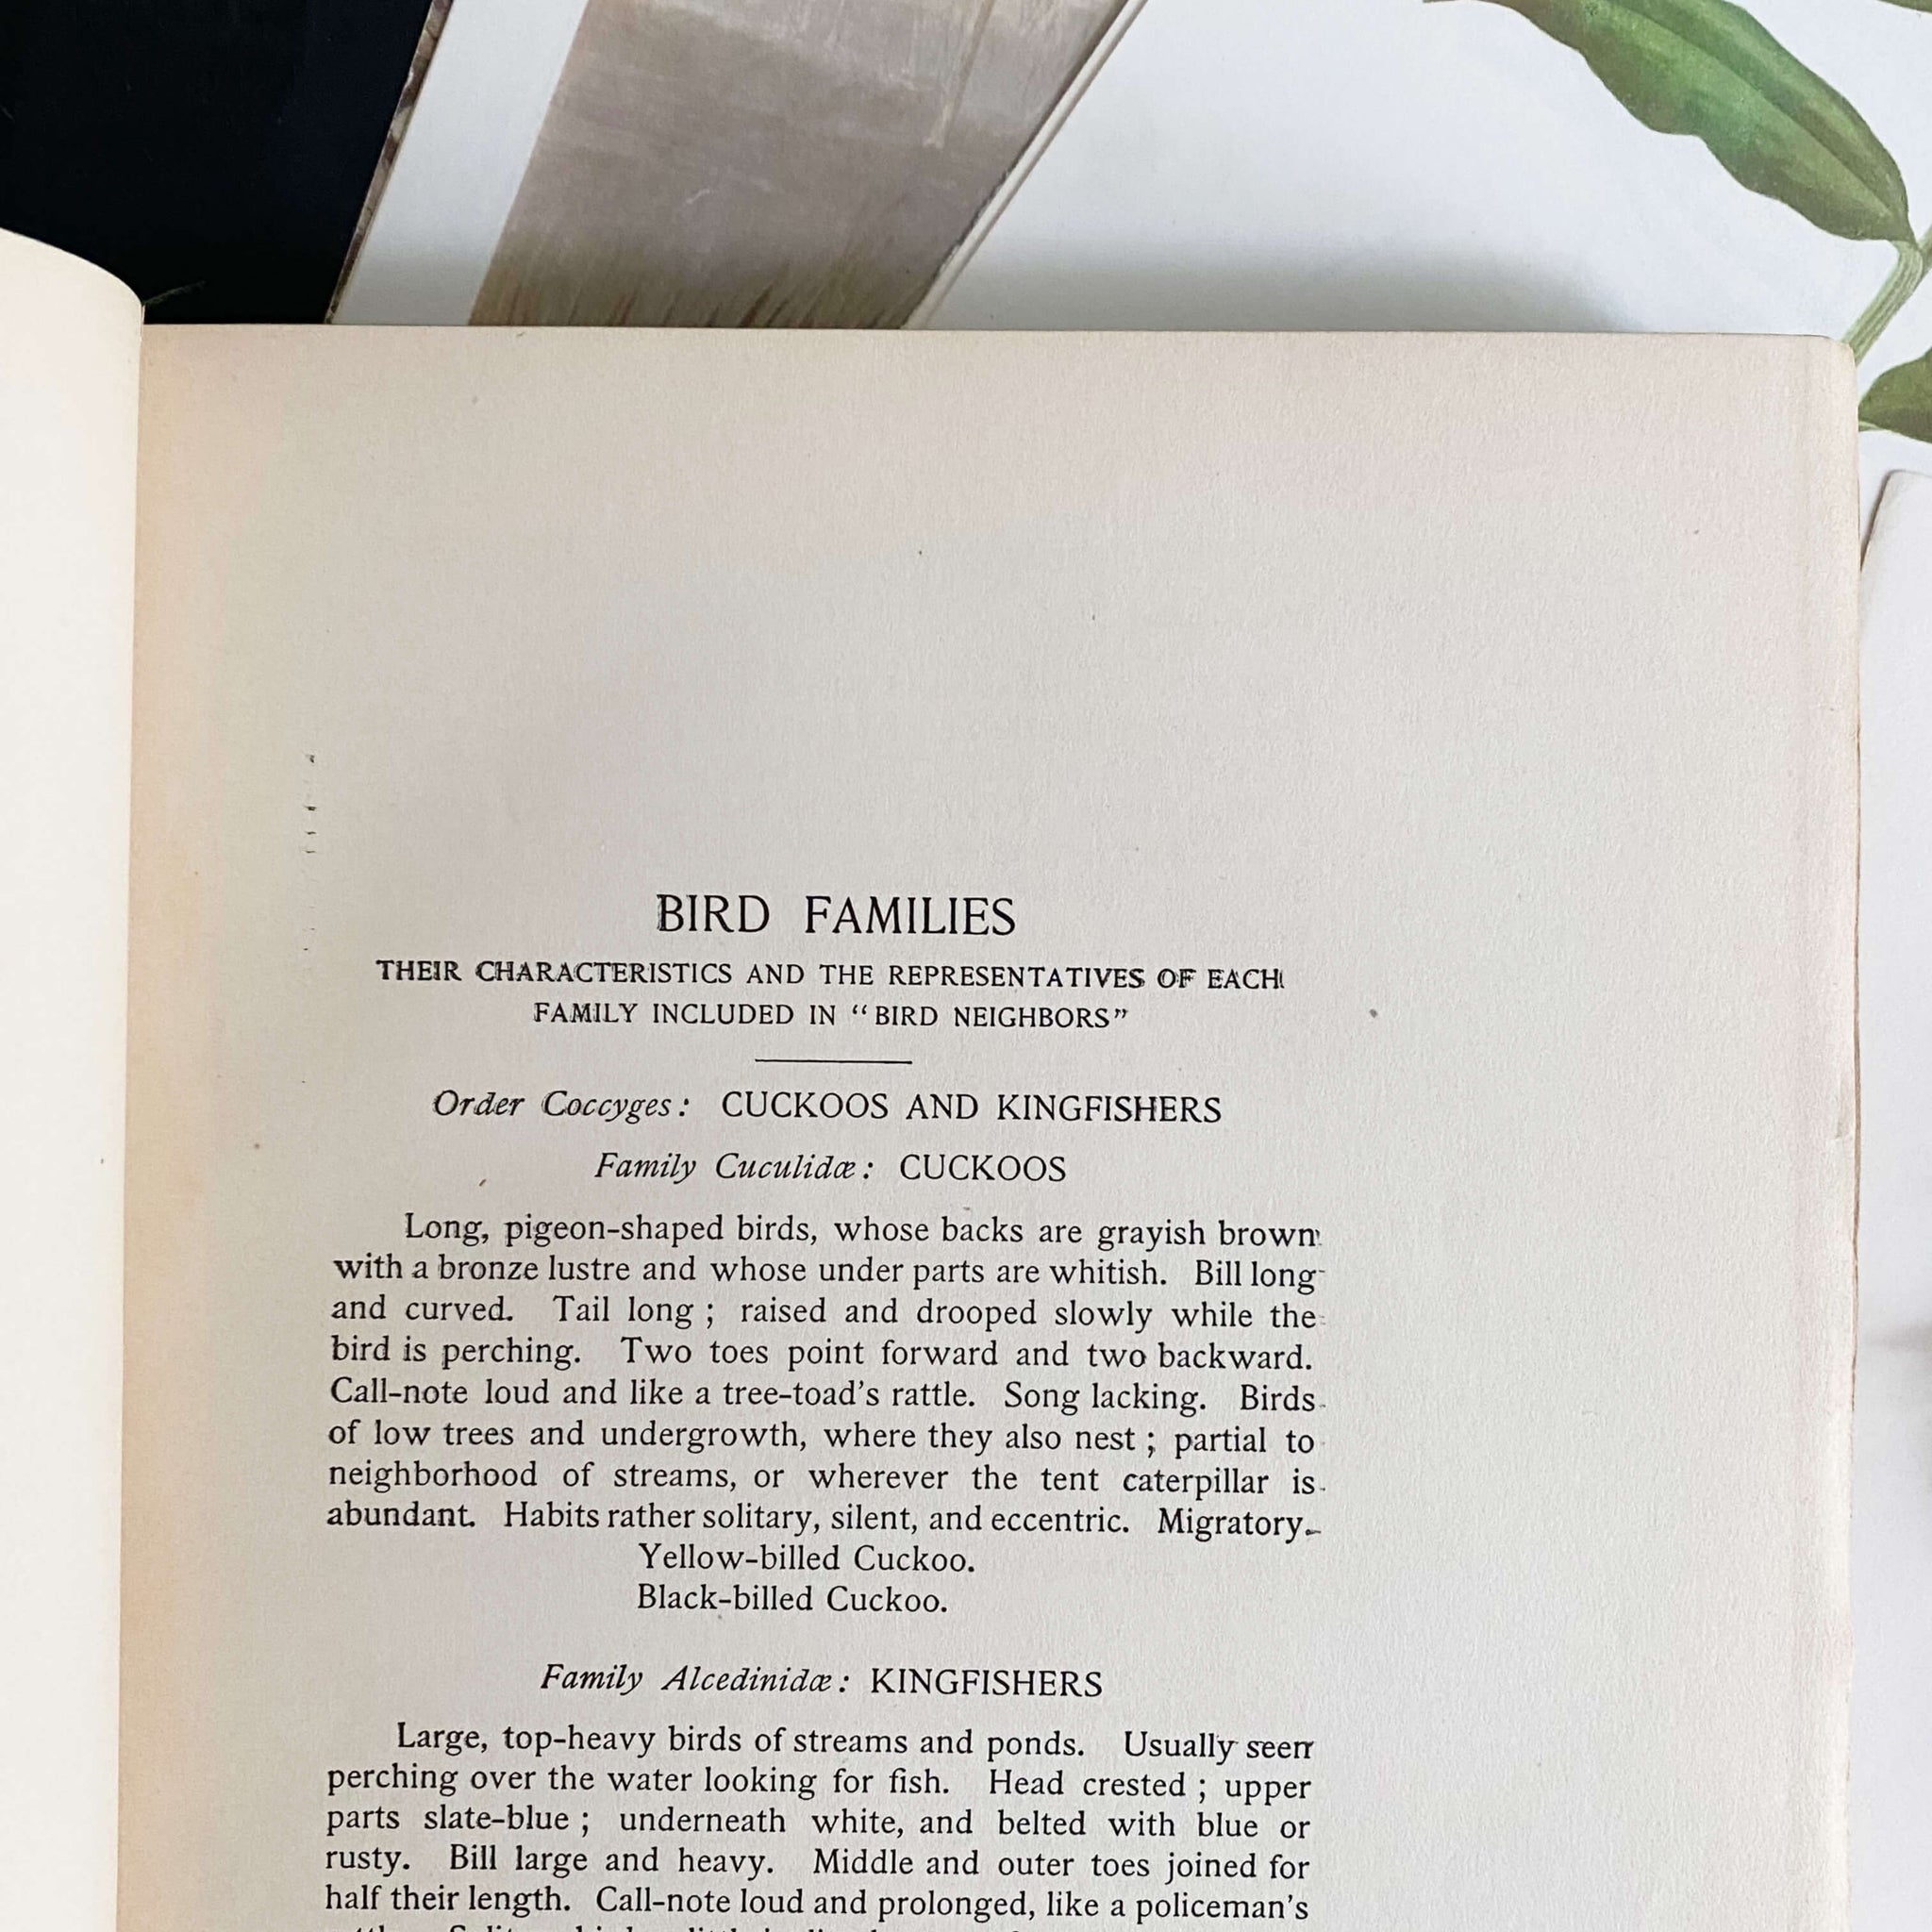 BIRD FAMILIES
THEIR CHARACTERISTICS AND THE REPRESENTATIVES OF EACH
FAMILY INCLUDED IN “BIRD NEIGHBORS”
Order Coccyges: CUCKOOS AND KINGFISHERS
Family Cuculidæ: CUCKOOS
Long, pigeon-shaped birds, whose backs are grayish brown
with a bronze lustre and whose under parts are whitish. Bill long
and curved. Tail long; raised and drooped slowly while the
bird is perching. Two toes point forward and two backward.
Call-note loud and like a tree-toad's rattle. Song lacking. Birds
of low trees and undergrowth, where they also nest; partial to
neighborhood of streams, or wherever the tent caterpillar is
abundant. Habits rather solitary, silent, and eccentric. Migratory.
Yellow-billed Cuckoo.
Black-billed Cuckoo.
Family Alcedinidæ: KINGFISHERS
Large, top-heavy birds of streams and ponds. Usually seen
perching over the water looking for fish. Head crested; upper
parts slate-blue; underneath white, and belted with blue or
rusty. Bill large and heavy. Middle and outer toes joined for
half their length. Call-note loud and prolonged, like a policeman's